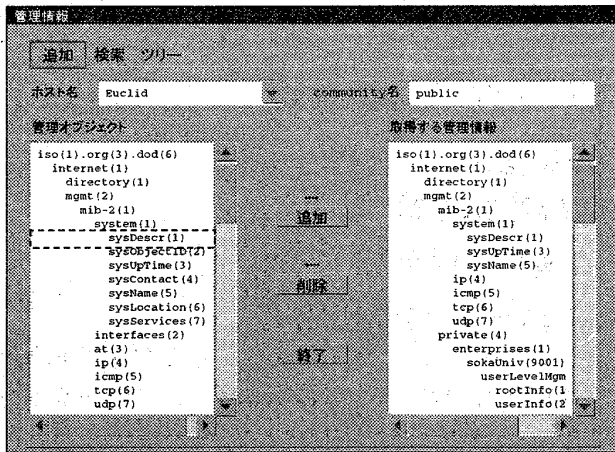 管理情報
追加 検索 ツリー
ホスト名 Euclid community名 public
管理オブジェクト
iso(1).org(3).dod(6)
internet(1)
directory(1)
mgmt(2)
mib-2(1)
system(1)
sysDescr(1)
sysObjectID(2)
sysUpTime(3)
sysContact(4)
sysName(5)
sysLocation(6)
sysServices(7)
interfaces(2)
at(3)
ip(4)
icmp(5)
tcp(6)
udp(7)
追加
削除
終了
取得する管理情報
iso(1).org(3).dod(6)
internet(1)
mgmt(2)
mib-2(1)
system(1)
sysDescr(1)
sysUpTime(3)
sysName(5)
ip(4)
icmp(5)
tcp(6)
udp(7)
private(4)
enterprises(1)
sokaUniv(9001)
userLevelMgm
rootInfo(1
userInfo(2